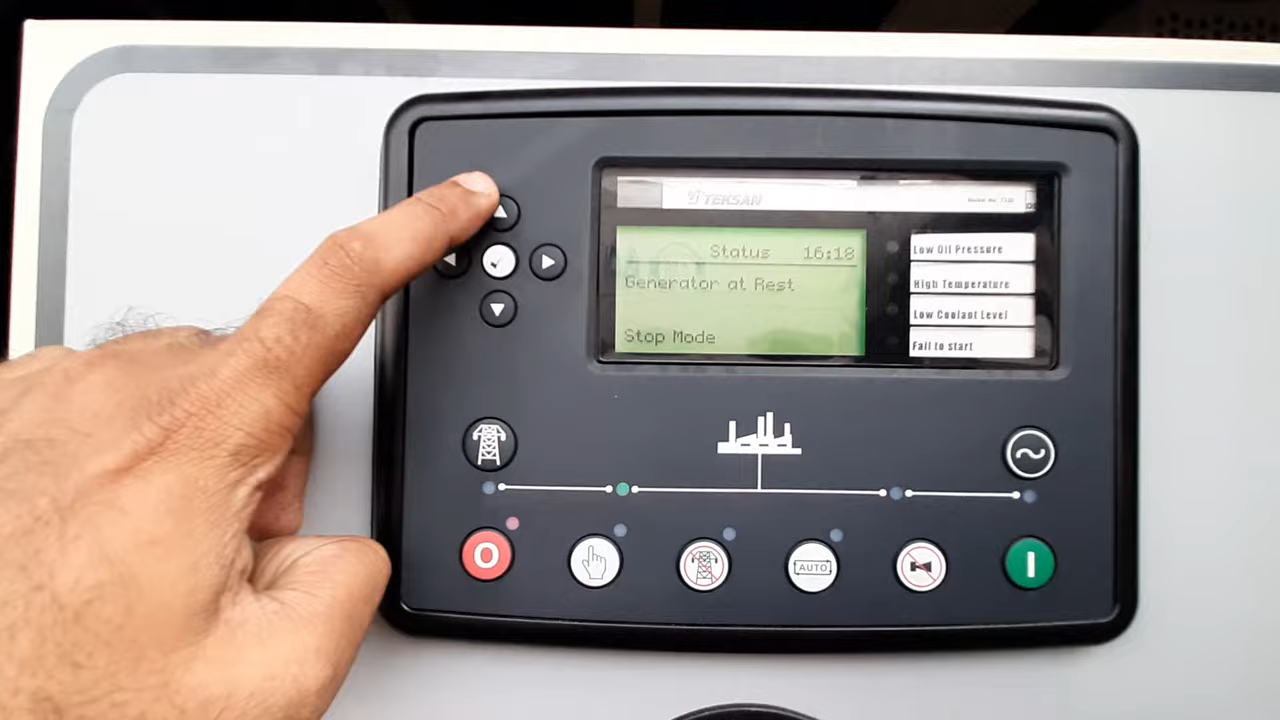 TEKSAN
Status 16:18
Generator at Rest
Stop Mode
Low Oil Pressure
High Temperature
Low Coolant Level
Fail to start
O
AUTO
I